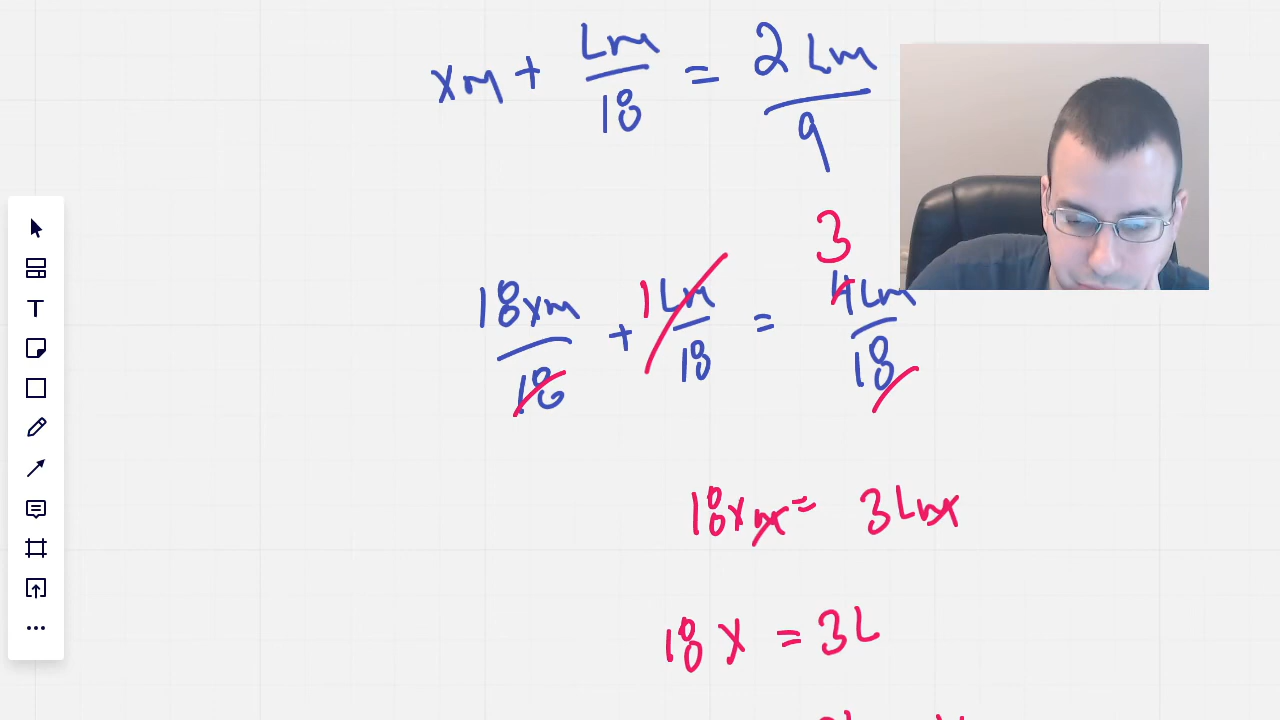 xm + Lm/18 = 2Lm/9
3
18xm/18 + 1Lm/18 = 4Lm/18
18xm = 3Lm
18x = 3L